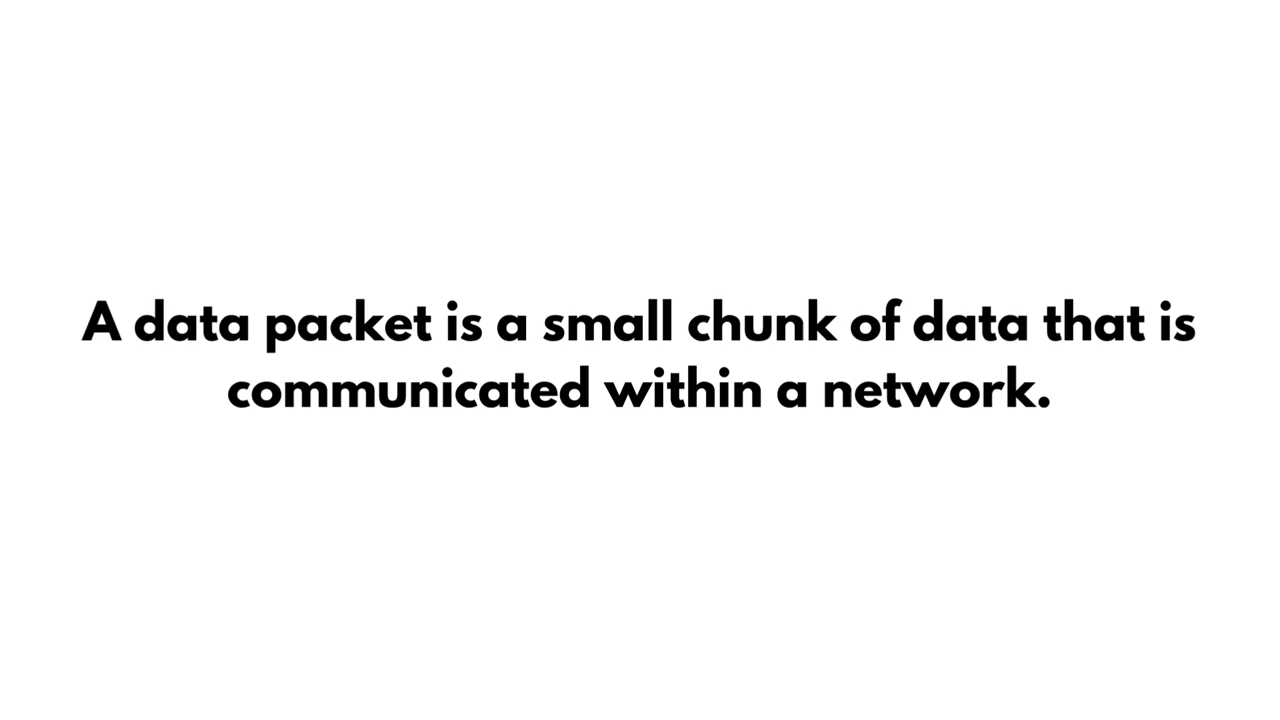 A data packet is a small chunk of data that is
communicated within a network.